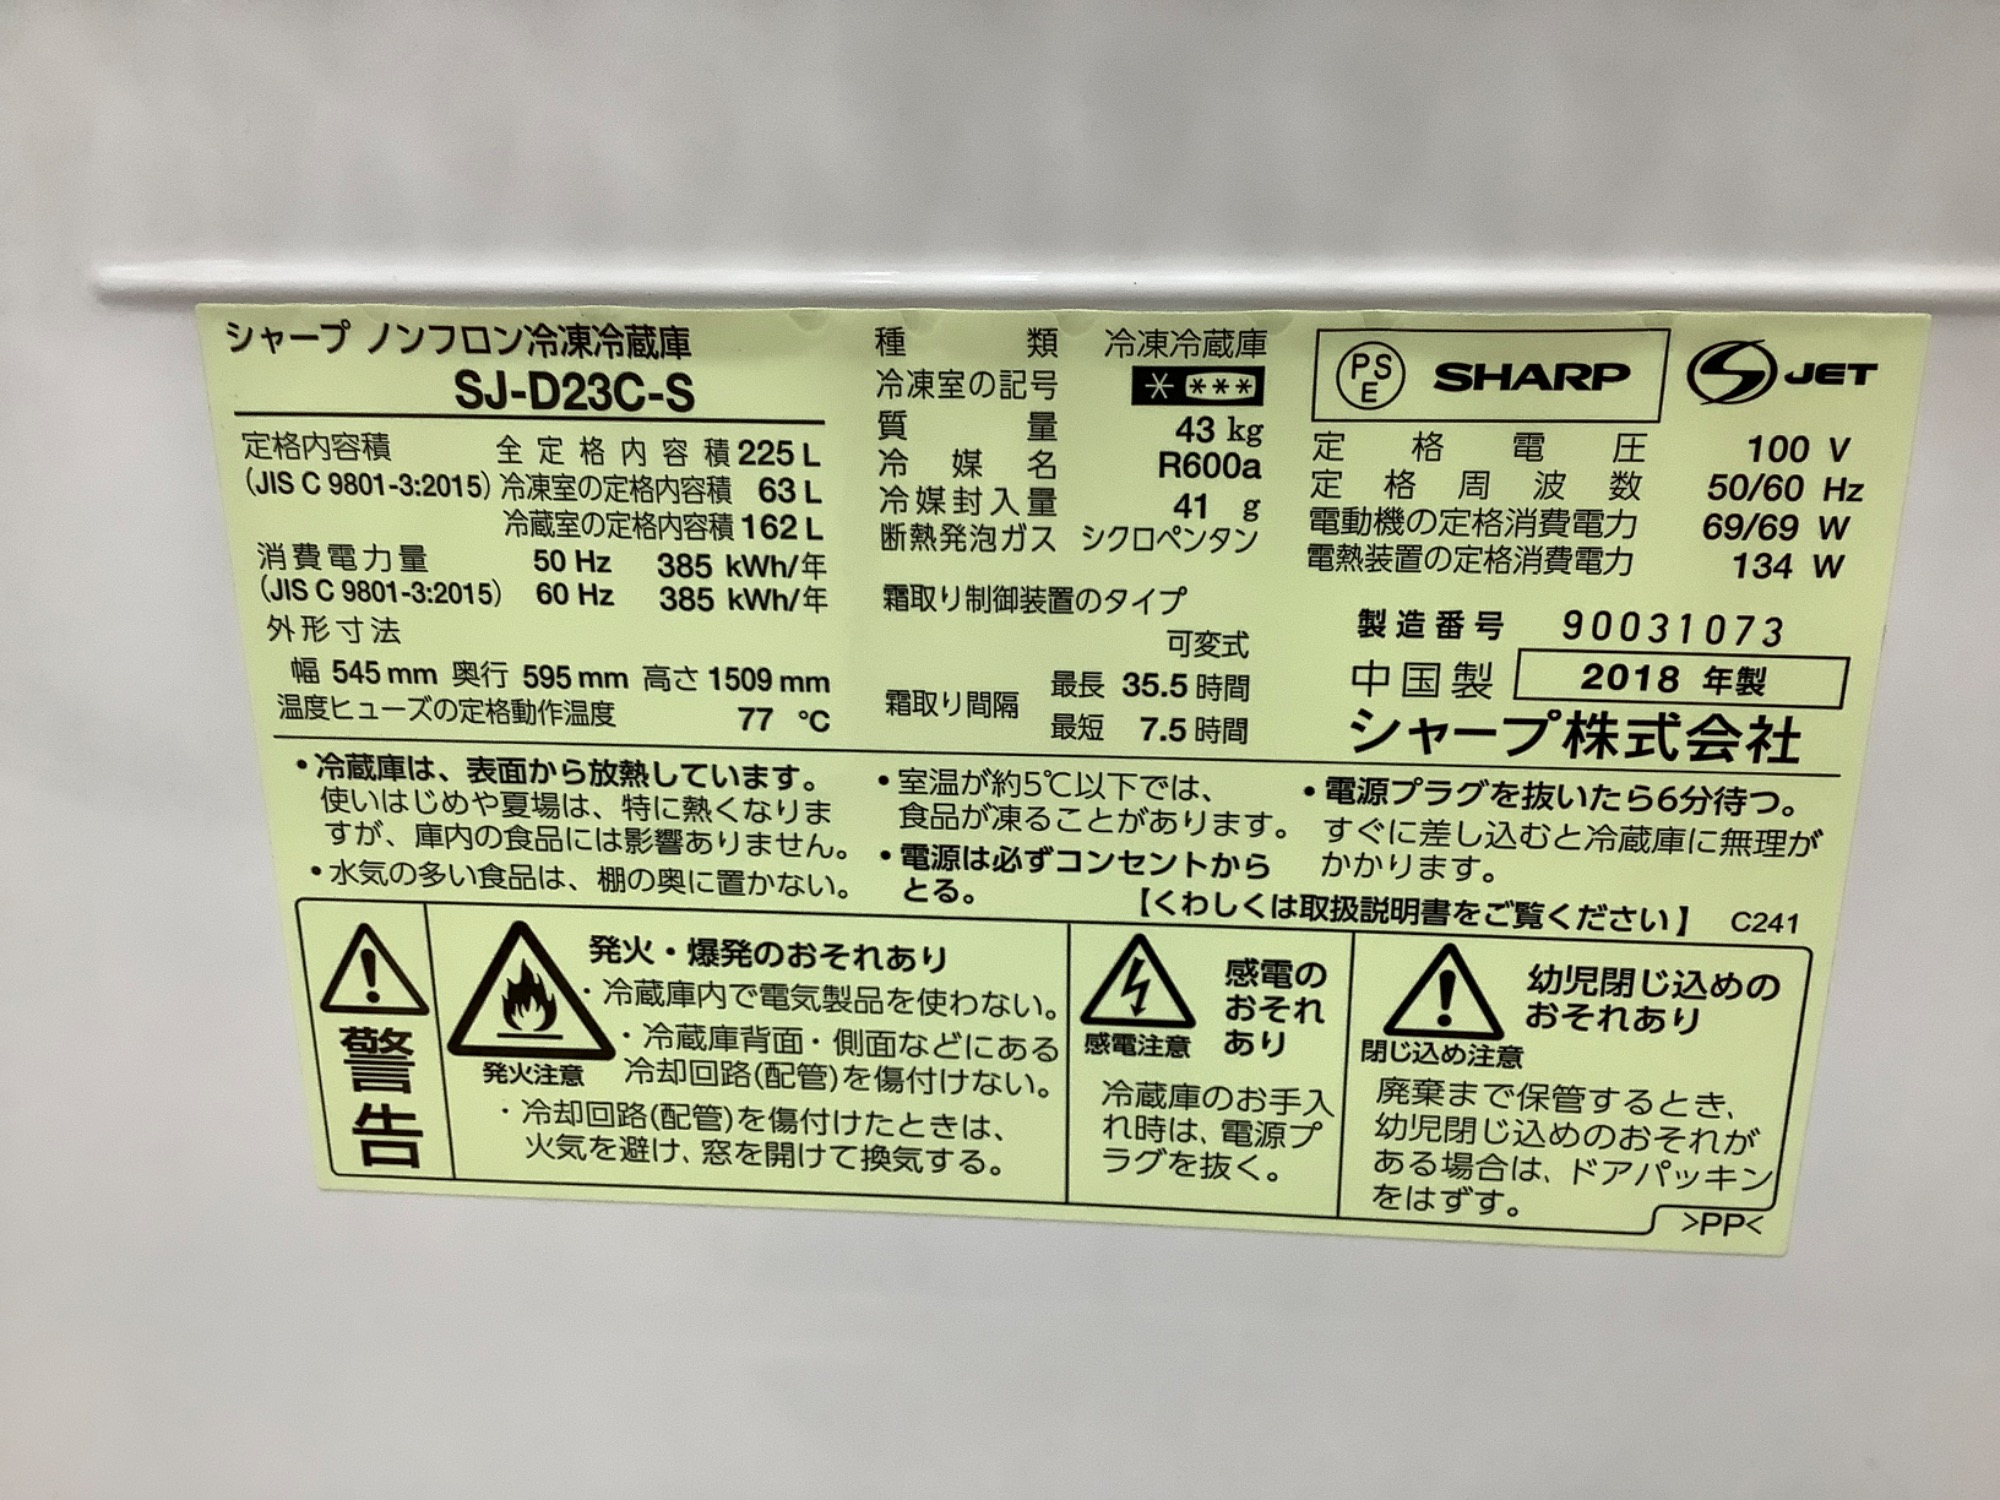 シャープ ノンフロン冷凍冷蔵庫
SJ-D23C-S
定格内容積 全定格内容積 225 L
(JIS C 9801-3:2015) 冷凍室の定格内容積 63 L
冷蔵室の定格内容積 162 L
消費電力量 50 Hz 385 kWh/年
(JIS C 9801-3:2015) 60 Hz 385 kWh/年
外形寸法
幅 545 mm 奥行 595 mm 高さ 1509 mm
温度ヒューズの定格動作温度 77 ℃
種類 冷凍冷蔵庫
冷凍室の記号 * ***
質量 43 kg
冷媒名 R600a
冷媒封入量 41 g
断熱発泡ガス シクロペンタン
霜取り制御装置のタイプ
可変式
霜取り間隔 最長 35.5 時間
最短 7.5 時間
PSE SHARP S JET
定格電圧 100 V
定格周波数 50/60 Hz
電動機の定格消費電力 69/69 W
電熱装置の定格消費電力 134 W
製造番号 90031073
中国製 2018 年製
シャープ株式会社
・冷蔵庫は、表面から放熱しています。
使いはじめや夏場は、特に熱くなりま
すが、庫内の食品には影響ありません。
・水気の多い食品は、棚の奥に置かない。
・室温が約5℃以下では、
食品が凍ることがあります。
・電源は必ずコンセントから
とる。
・電源プラグを抜いたら6分待つ。
すぐに差し込むと冷蔵庫に無理が
かかります。
【くわしくは取扱説明書をご覧ください】 C241
警告
発火注意
発火・爆発のおそれあり
・冷蔵庫内で電気製品を使わない。
・冷蔵庫背面・側面などにある
冷却回路(配管)を傷付けない。
・冷却回路(配管)を傷付けたときは、
火気を避け、窓を開けて換気する。
感電注意
感電の
おそれ
あり
冷蔵庫のお手入
れ時は、電源プ
ラグを抜く。
閉じ込め注意
幼児閉じ込めの
おそれあり
廃棄まで保管するとき、
幼児閉じ込めのおそれが
ある場合は、ドアパッキン
をはずす。
>PP<